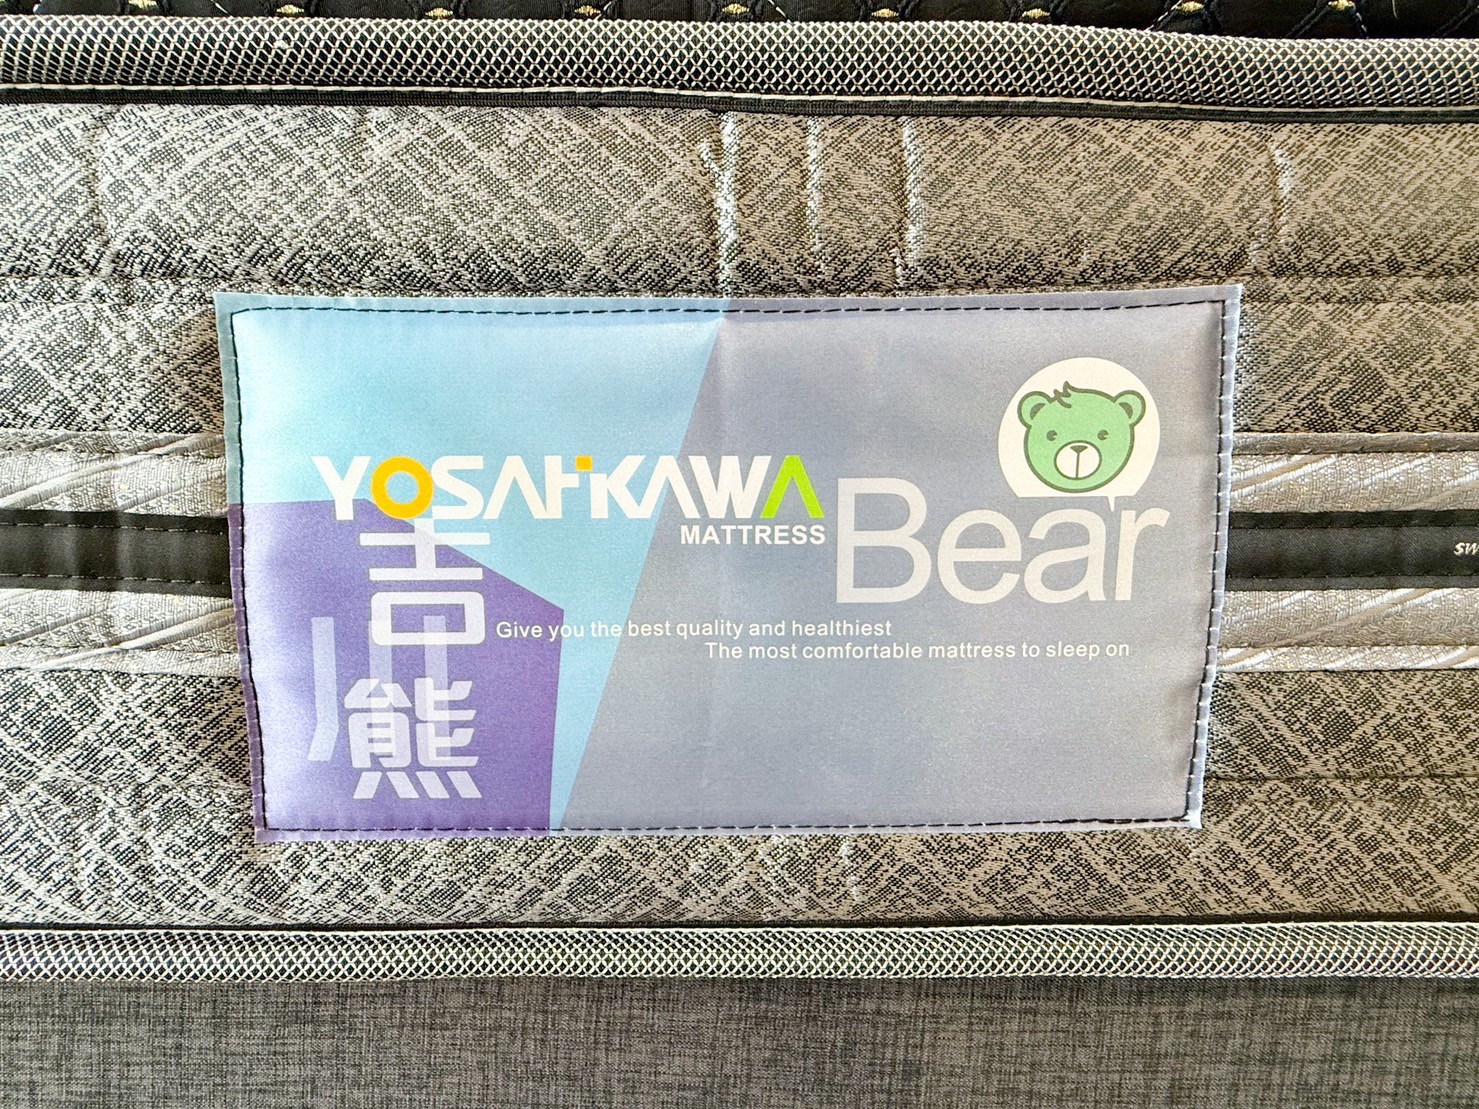 YOSAHKAWA
MATTRESS
Bear
吉川
熊
Give you the best quality and healthiest
The most comfortable mattress to sleep on